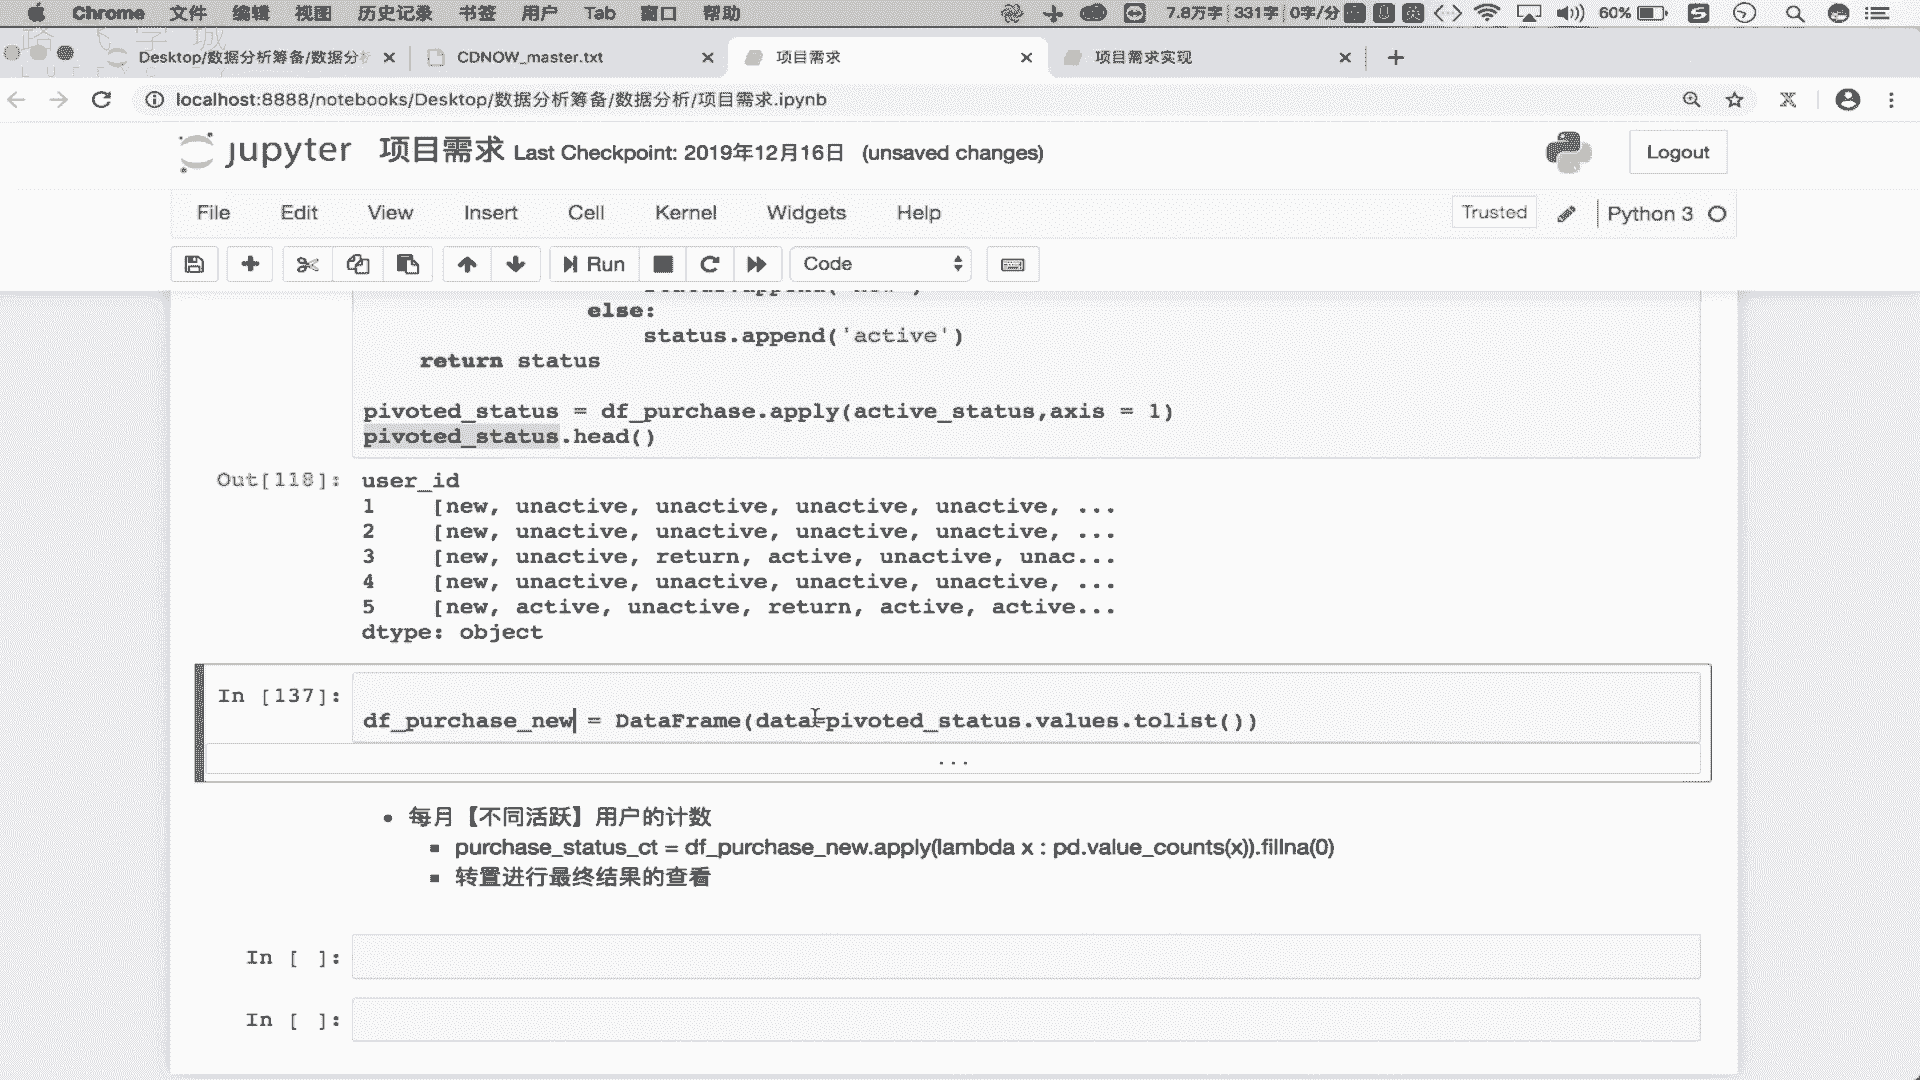 Chrome 文件 编辑 视图 历史记录 书签 用户 Tab 窗口 帮助 7.8万字 331字 0字/分 60%
Desktop/数据分析筹备/数据分析 CDNOW_master.txt 项目需求 项目需求实现
localhost:8888/notebooks/Desktop/数据分析筹备/数据分析/项目需求.ipynb
jupyter 项目需求 Last Checkpoint: 2019年12月16日 (unsaved changes) Logout
File Edit View Insert Cell Kernel Widgets Help Trusted Python 3
Run Code
else:
status.append('active')
return status
pivoted_status = df_purchase.apply(active_status,axis = 1)
pivoted_status.head()
Out[118]: user_id
1 [new, unactive, unactive, unactive, unactive, ...
2 [new, unactive, unactive, unactive, unactive, ...
3 [new, unactive, return, active, unactive, unac...
4 [new, unactive, unactive, unactive, unactive, ...
5 [new, active, unactive, return, active, active...
dtype: object
In [137]:
df_purchase_new = DataFrame(data=pivoted_status.values.tolist())
...
• 每月【不同活跃】用户的计数
▪ purchase_status_ct = df_purchase_new.apply(lambda x : pd.value_counts(x)).fillna(0)
▪ 转置进行最终结果的查看
In [ ]:
In [ ]: